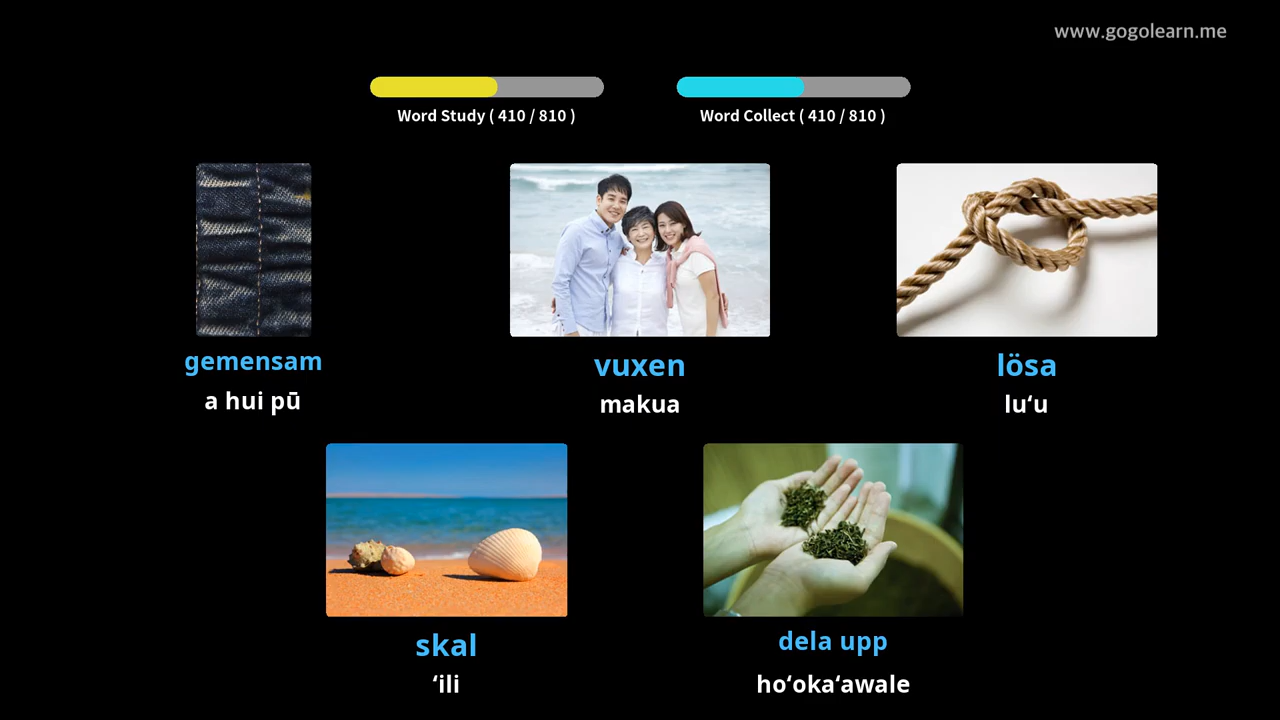 www.gogolearn.me
Word Study ( 410 / 810 )
Word Collect ( 410 / 810 )
gemensam
a hui pū
vuxen
makua
lösa
luʻu
skal
ʻili
dela upp
hoʻokaʻawale